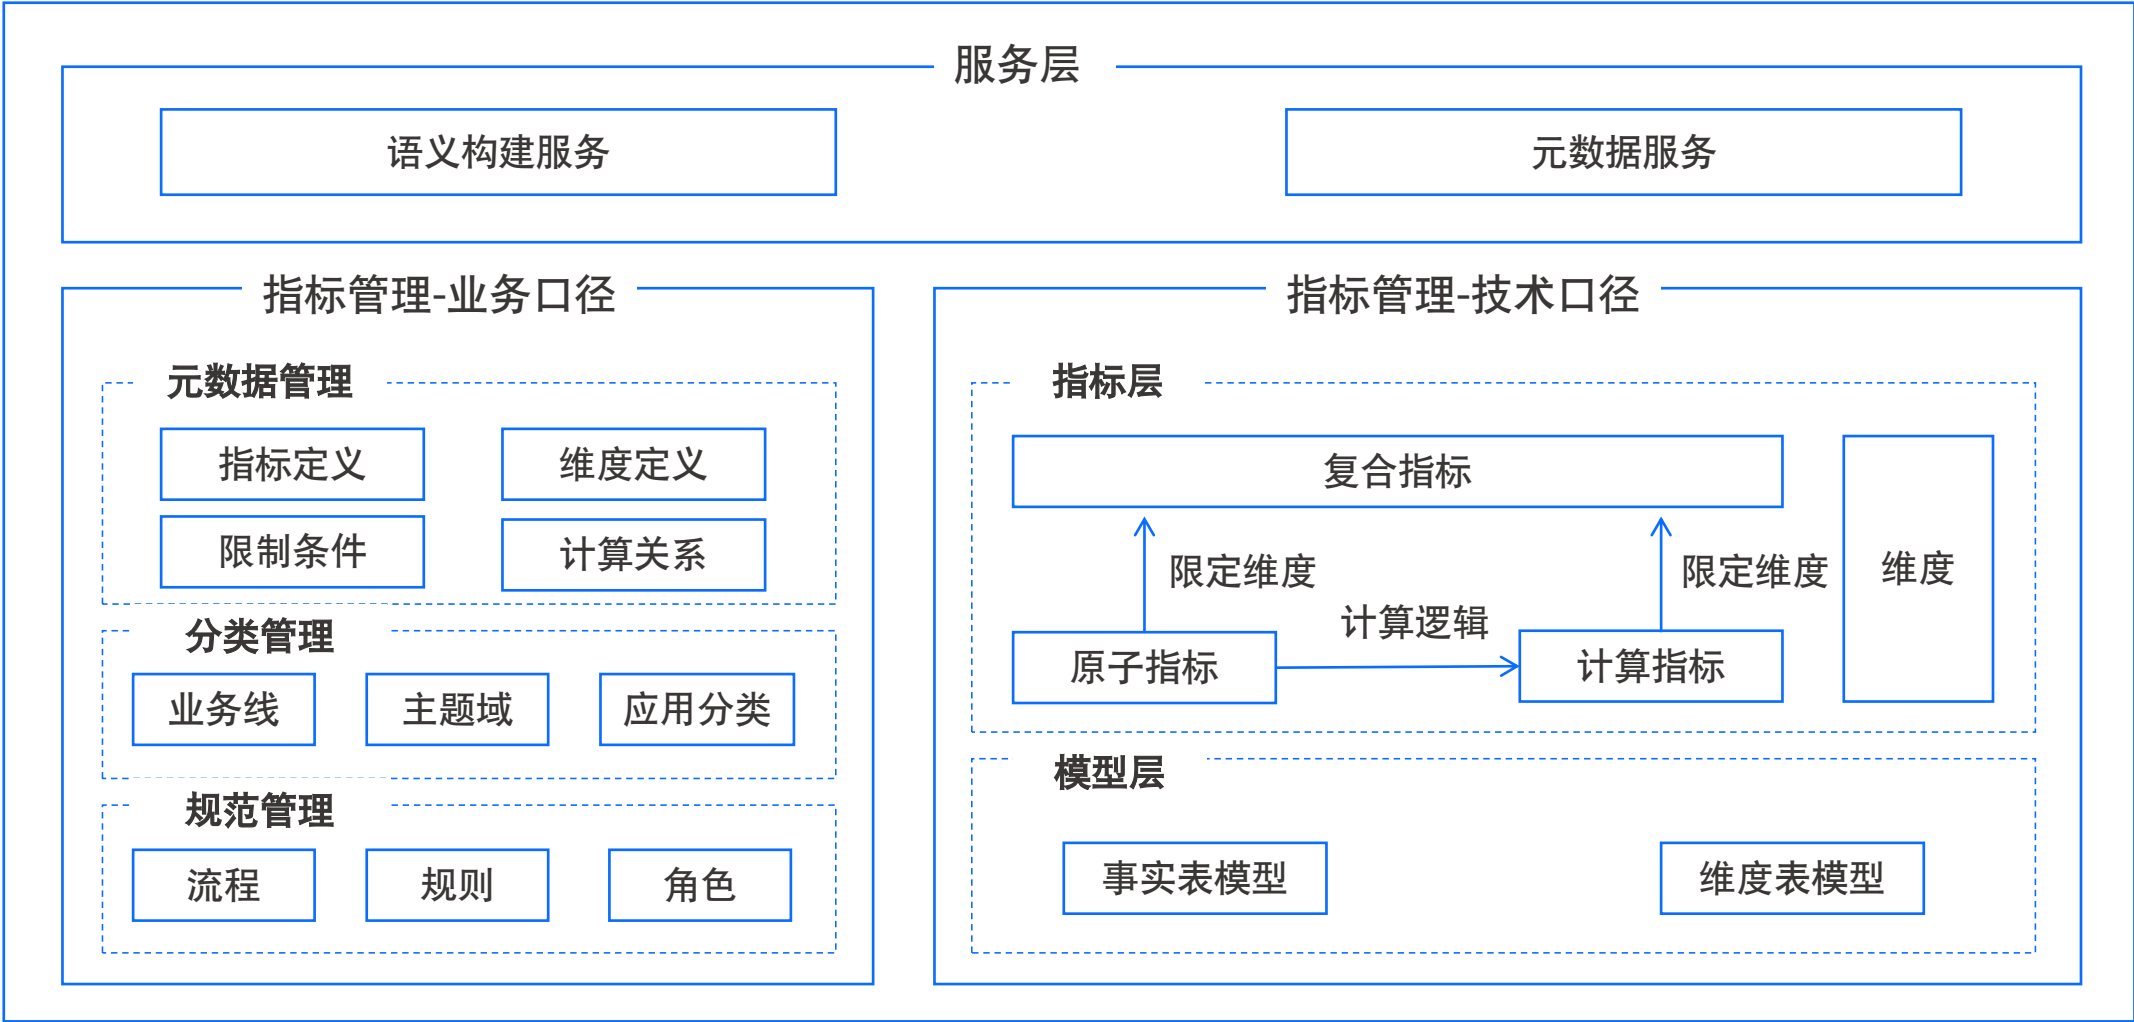 服务层
语义构建服务
元数据服务
指标管理-业务口径
元数据管理
指标定义
维度定义
限制条件
计算关系
分类管理
业务线
主题域
应用分类
规范管理
流程
规则
角色
指标管理-技术口径
指标层
复合指标
限定维度
限定维度
维度
计算逻辑
原子指标
计算指标
模型层
事实表模型
维度表模型